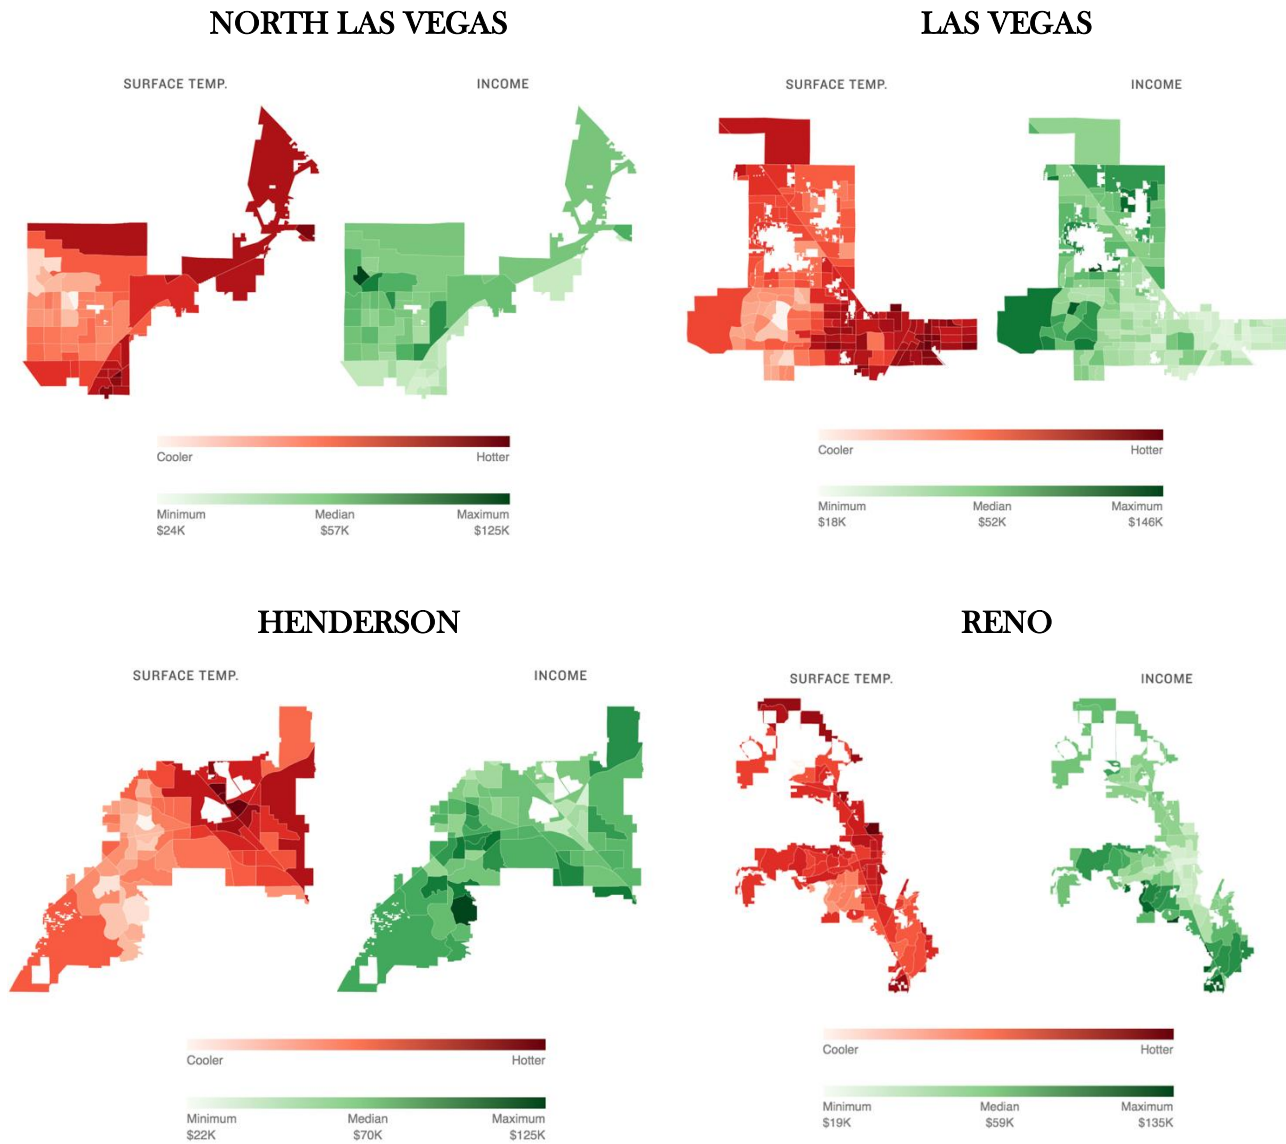 NORTH LAS VEGAS
SURFACE TEMP.
INCOME
Cooler Hotter
Minimum Median Maximum
$24K $57K $125K
LAS VEGAS
SURFACE TEMP.
INCOME
Cooler Hotter
Minimum Median Maximum
$18K $52K $146K
HENDERSON
SURFACE TEMP.
INCOME
Cooler Hotter
Minimum Median Maximum
$22K $70K $125K
RENO
SURFACE TEMP.
INCOME
Cooler Hotter
Minimum Median Maximum
$19K $59K $135K